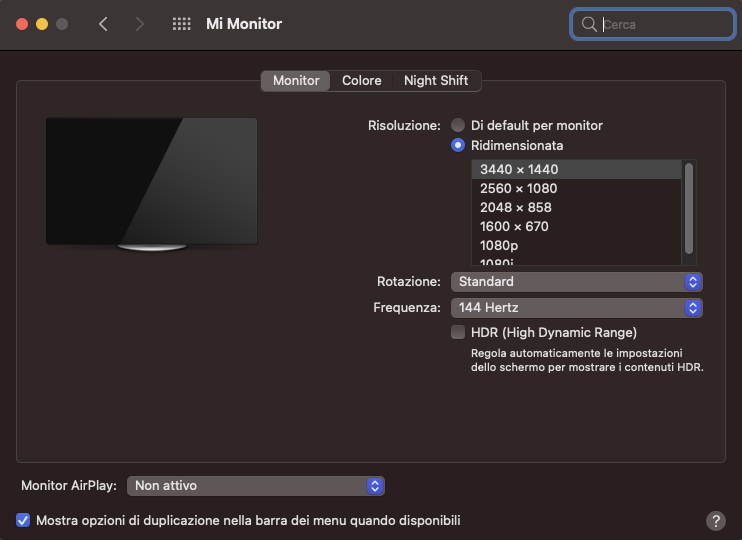 Mi Monitor
Cerca
Monitor
Colore
Night Shift
Risoluzione:
Di default per monitor
Ridimensionata
3440 × 1440
2560 × 1080
2048 × 858
1600 × 670
1080p
1080i
Rotazione: Standard
Frequenza: 144 Hertz
HDR (High Dynamic Range)
Regola automaticamente le impostazioni
dello schermo per mostrare i contenuti HDR.
Monitor AirPlay: Non attivo
Mostra opzioni di duplicazione nella barra dei menu quando disponibili
?